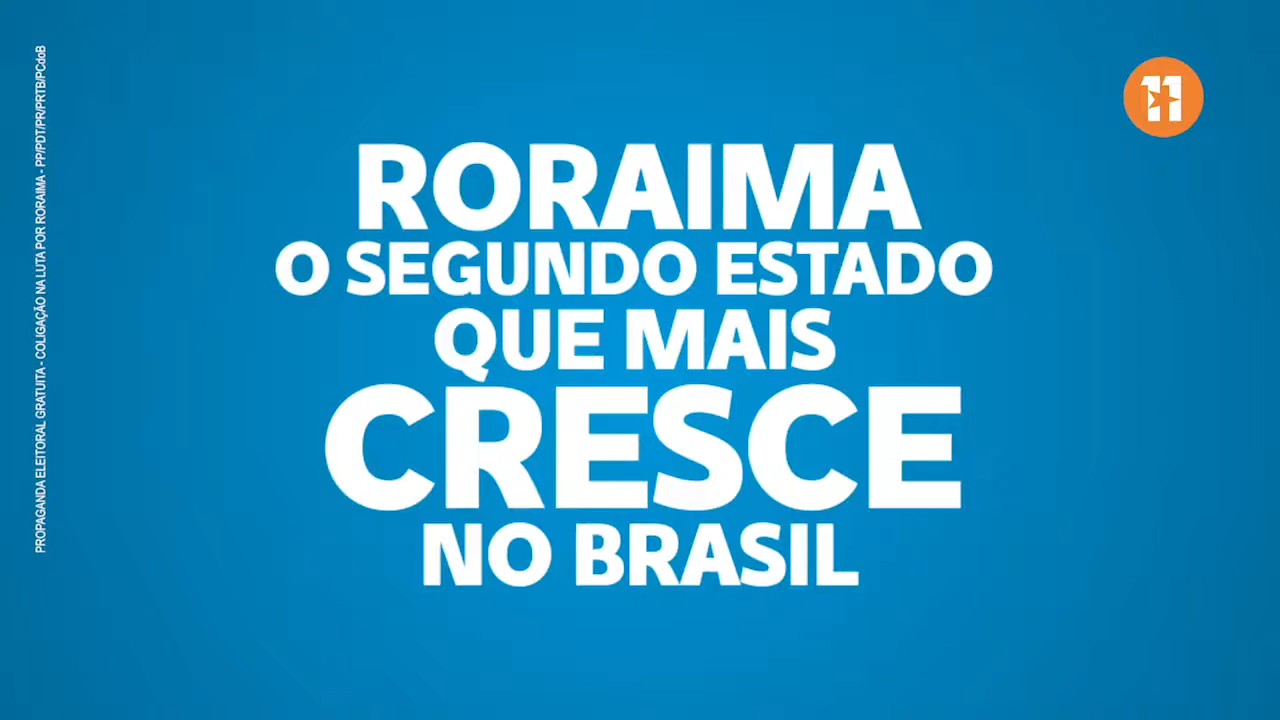 PROPAGANDA ELEITORAL GRATUITA - COLIGAÇÃO NA LUTA POR RORAIMA - PP/PDT/PR/PRTB/PCdoB
11
RORAIMA
O SEGUNDO ESTADO
QUE MAIS
CRESCE
NO BRASIL